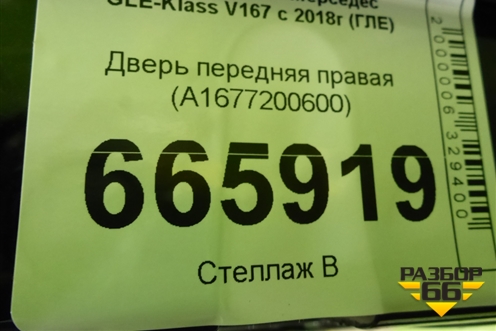 GLE-Klass V167 с 2018г (ГЛЕ)
Дверь передняя правая
(A1677200600)
665919
Стеллаж В
2000006329400
РАЗБОР
66